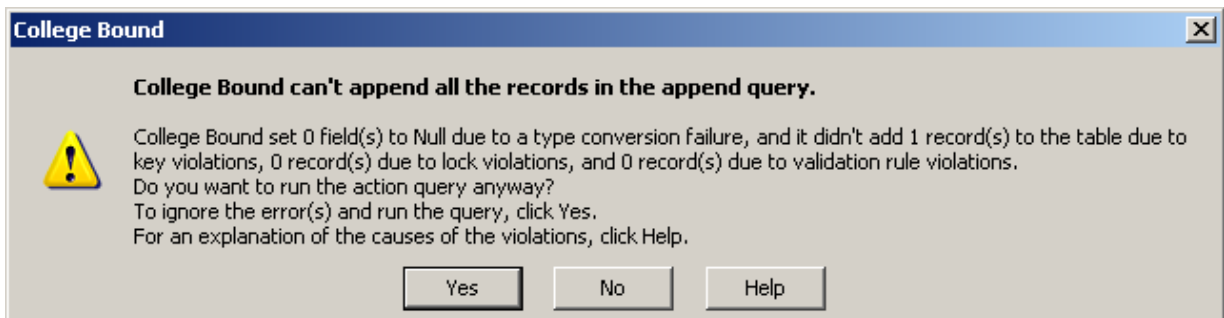 College Bound
College Bound can't append all the records in the append query.
College Bound set 0 field(s) to Null due to a type conversion failure, and it didn't add 1 record(s) to the table due to
key violations, 0 record(s) due to lock violations, and 0 record(s) due to validation rule violations.
Do you want to run the action query anyway?
To ignore the error(s) and run the query, click Yes.
For an explanation of the causes of the violations, click Help.
Yes No Help